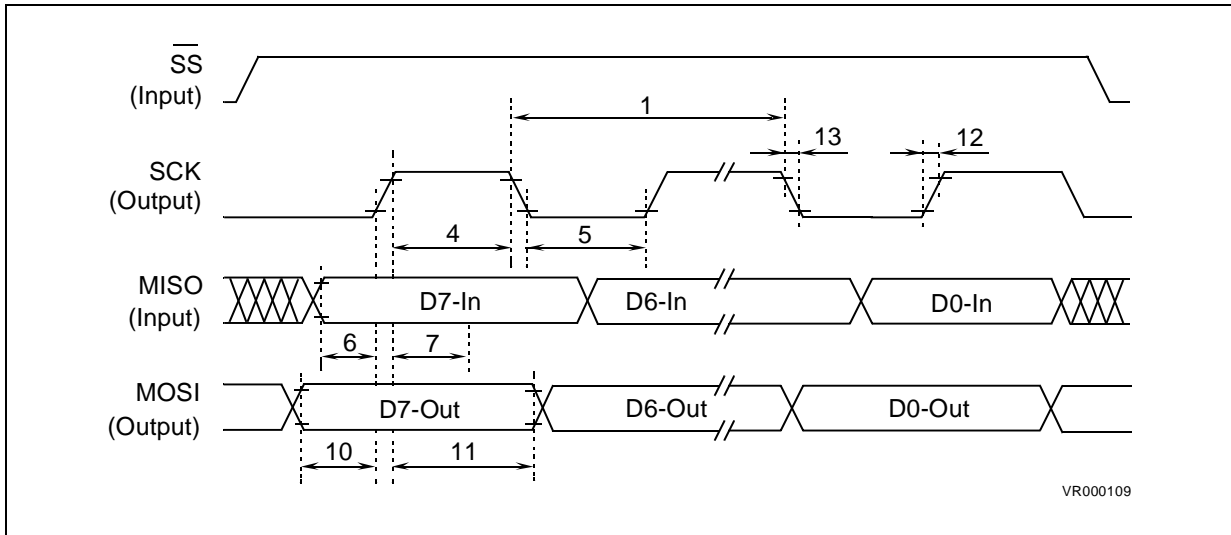 SS
(Input)
1
13
12
SCK
(Output)
4
5
MISO
(Input)
D7-In
D6-In
D0-In
6
7
MOSI
(Output)
D7-Out
D6-Out
D0-Out
10
11
VR000109